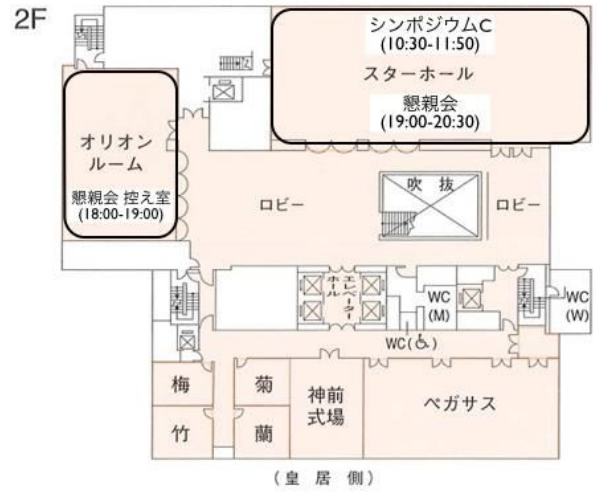 2F
シンポジウムC
(10:30-11:50)
スターホール
懇親会
(19:00-20:30)
オリオン
ルーム
懇親会 控え室
(18:00-19:00)
ロビー
吹 抜
ロビー
エレベーター
ホール
WC
(M)
WC
(W)
WC(♿)
梅
菊
神前
式場
ペガサス
竹
蘭
(皇 居 側)